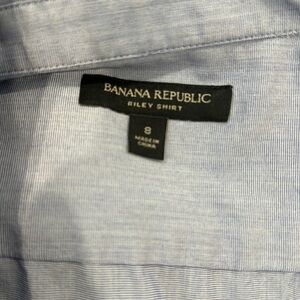 BANANA REPUBLIC
RILEY SHIRT
8
MADE IN
CHINA